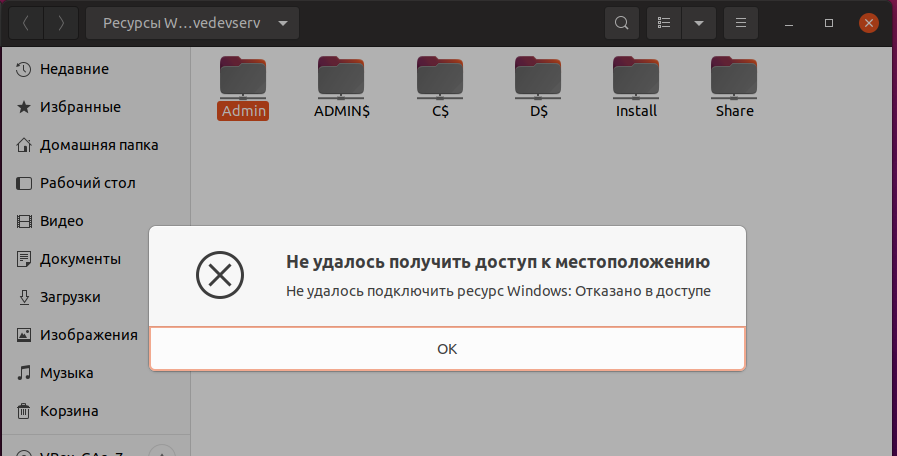 Ресурсы W...vedevserv
Недавние
Избранные
Домашняя папка
Рабочий стол
Видео
Документы
Загрузки
Изображения
Музыка
Корзина
Admin
ADMIN$
C$
D$
Install
Share
Не удалось получить доступ к местоположению
Не удалось подключить ресурс Windows: Отказано в доступе
OK